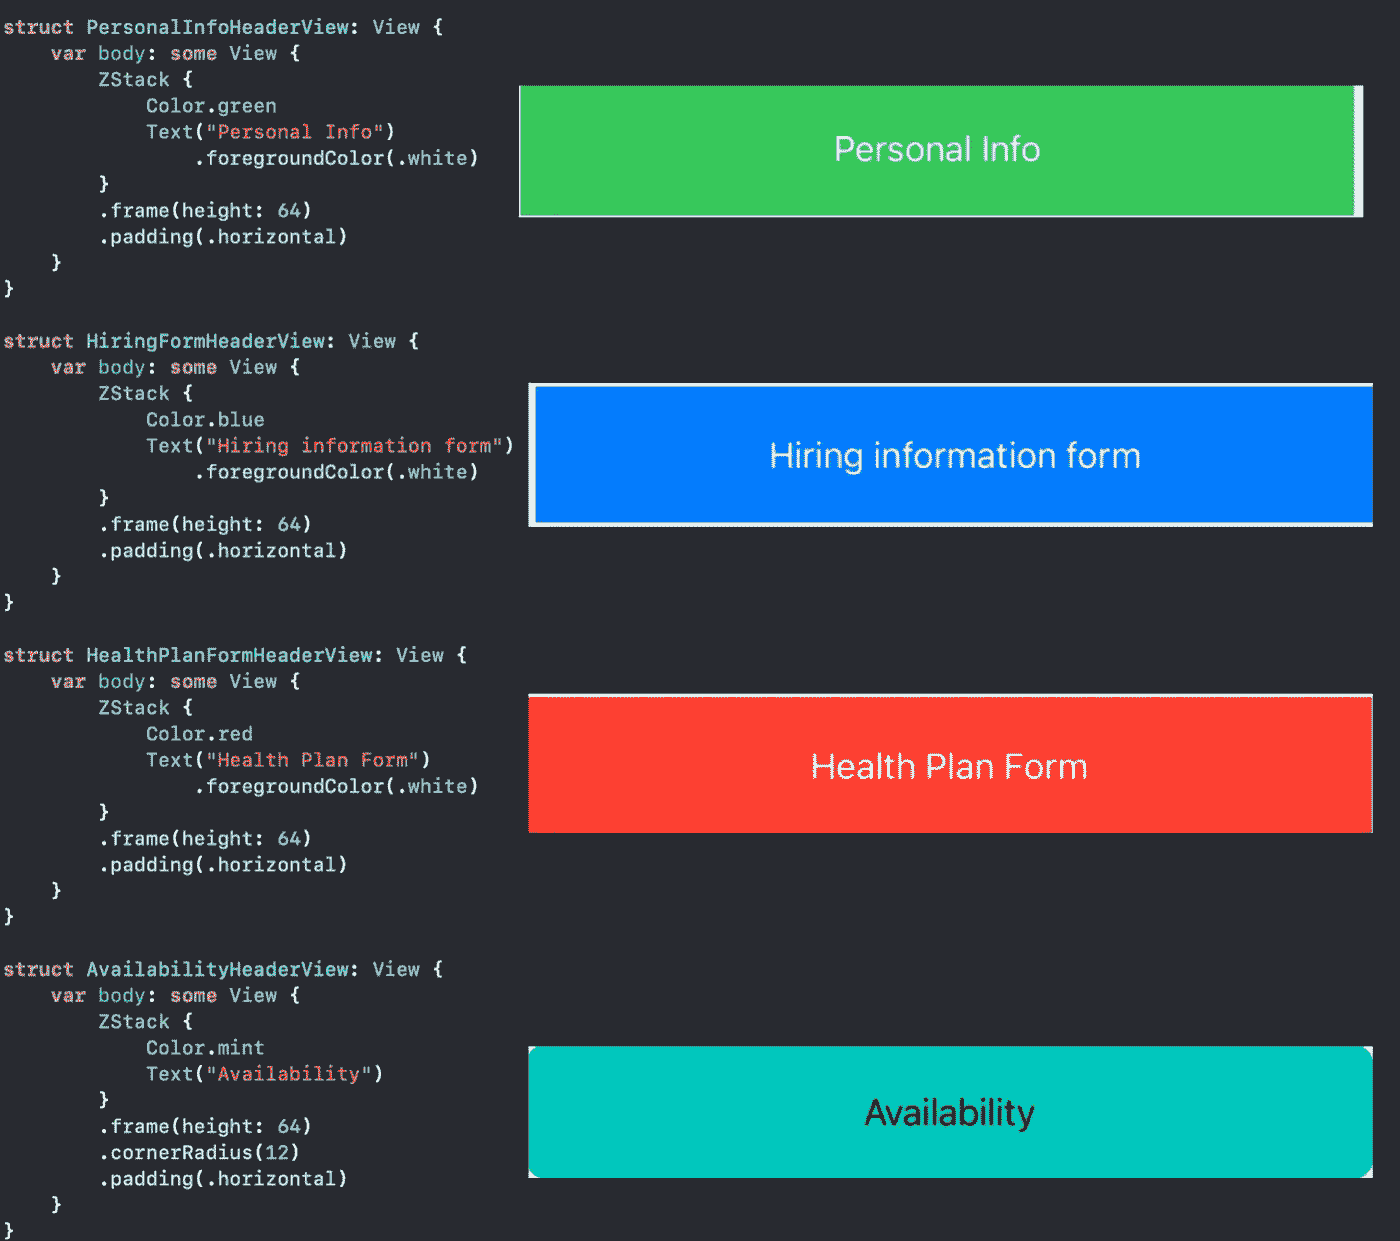 struct PersonalInfoHeaderView: View {
    var body: some View {
        ZStack {
            Color.green
            Text("Personal Info")
                .foregroundColor(.white)
        }
        .frame(height: 64)
        .padding(.horizontal)
    }
}
Personal Info
struct HiringFormHeaderView: View {
    var body: some View {
        ZStack {
            Color.blue
            Text("Hiring information form")
                .foregroundColor(.white)
        }
        .frame(height: 64)
        .padding(.horizontal)
    }
}
Hiring information form
struct HealthPlanFormHeaderView: View {
    var body: some View {
        ZStack {
            Color.red
            Text("Health Plan Form")
                .foregroundColor(.white)
        }
        .frame(height: 64)
        .padding(.horizontal)
    }
}
Health Plan Form
struct AvailabilityHeaderView: View {
    var body: some View {
        ZStack {
            Color.mint
            Text("Availability")
        }
        .frame(height: 64)
        .cornerRadius(12)
        .padding(.horizontal)
    }
}
Availability